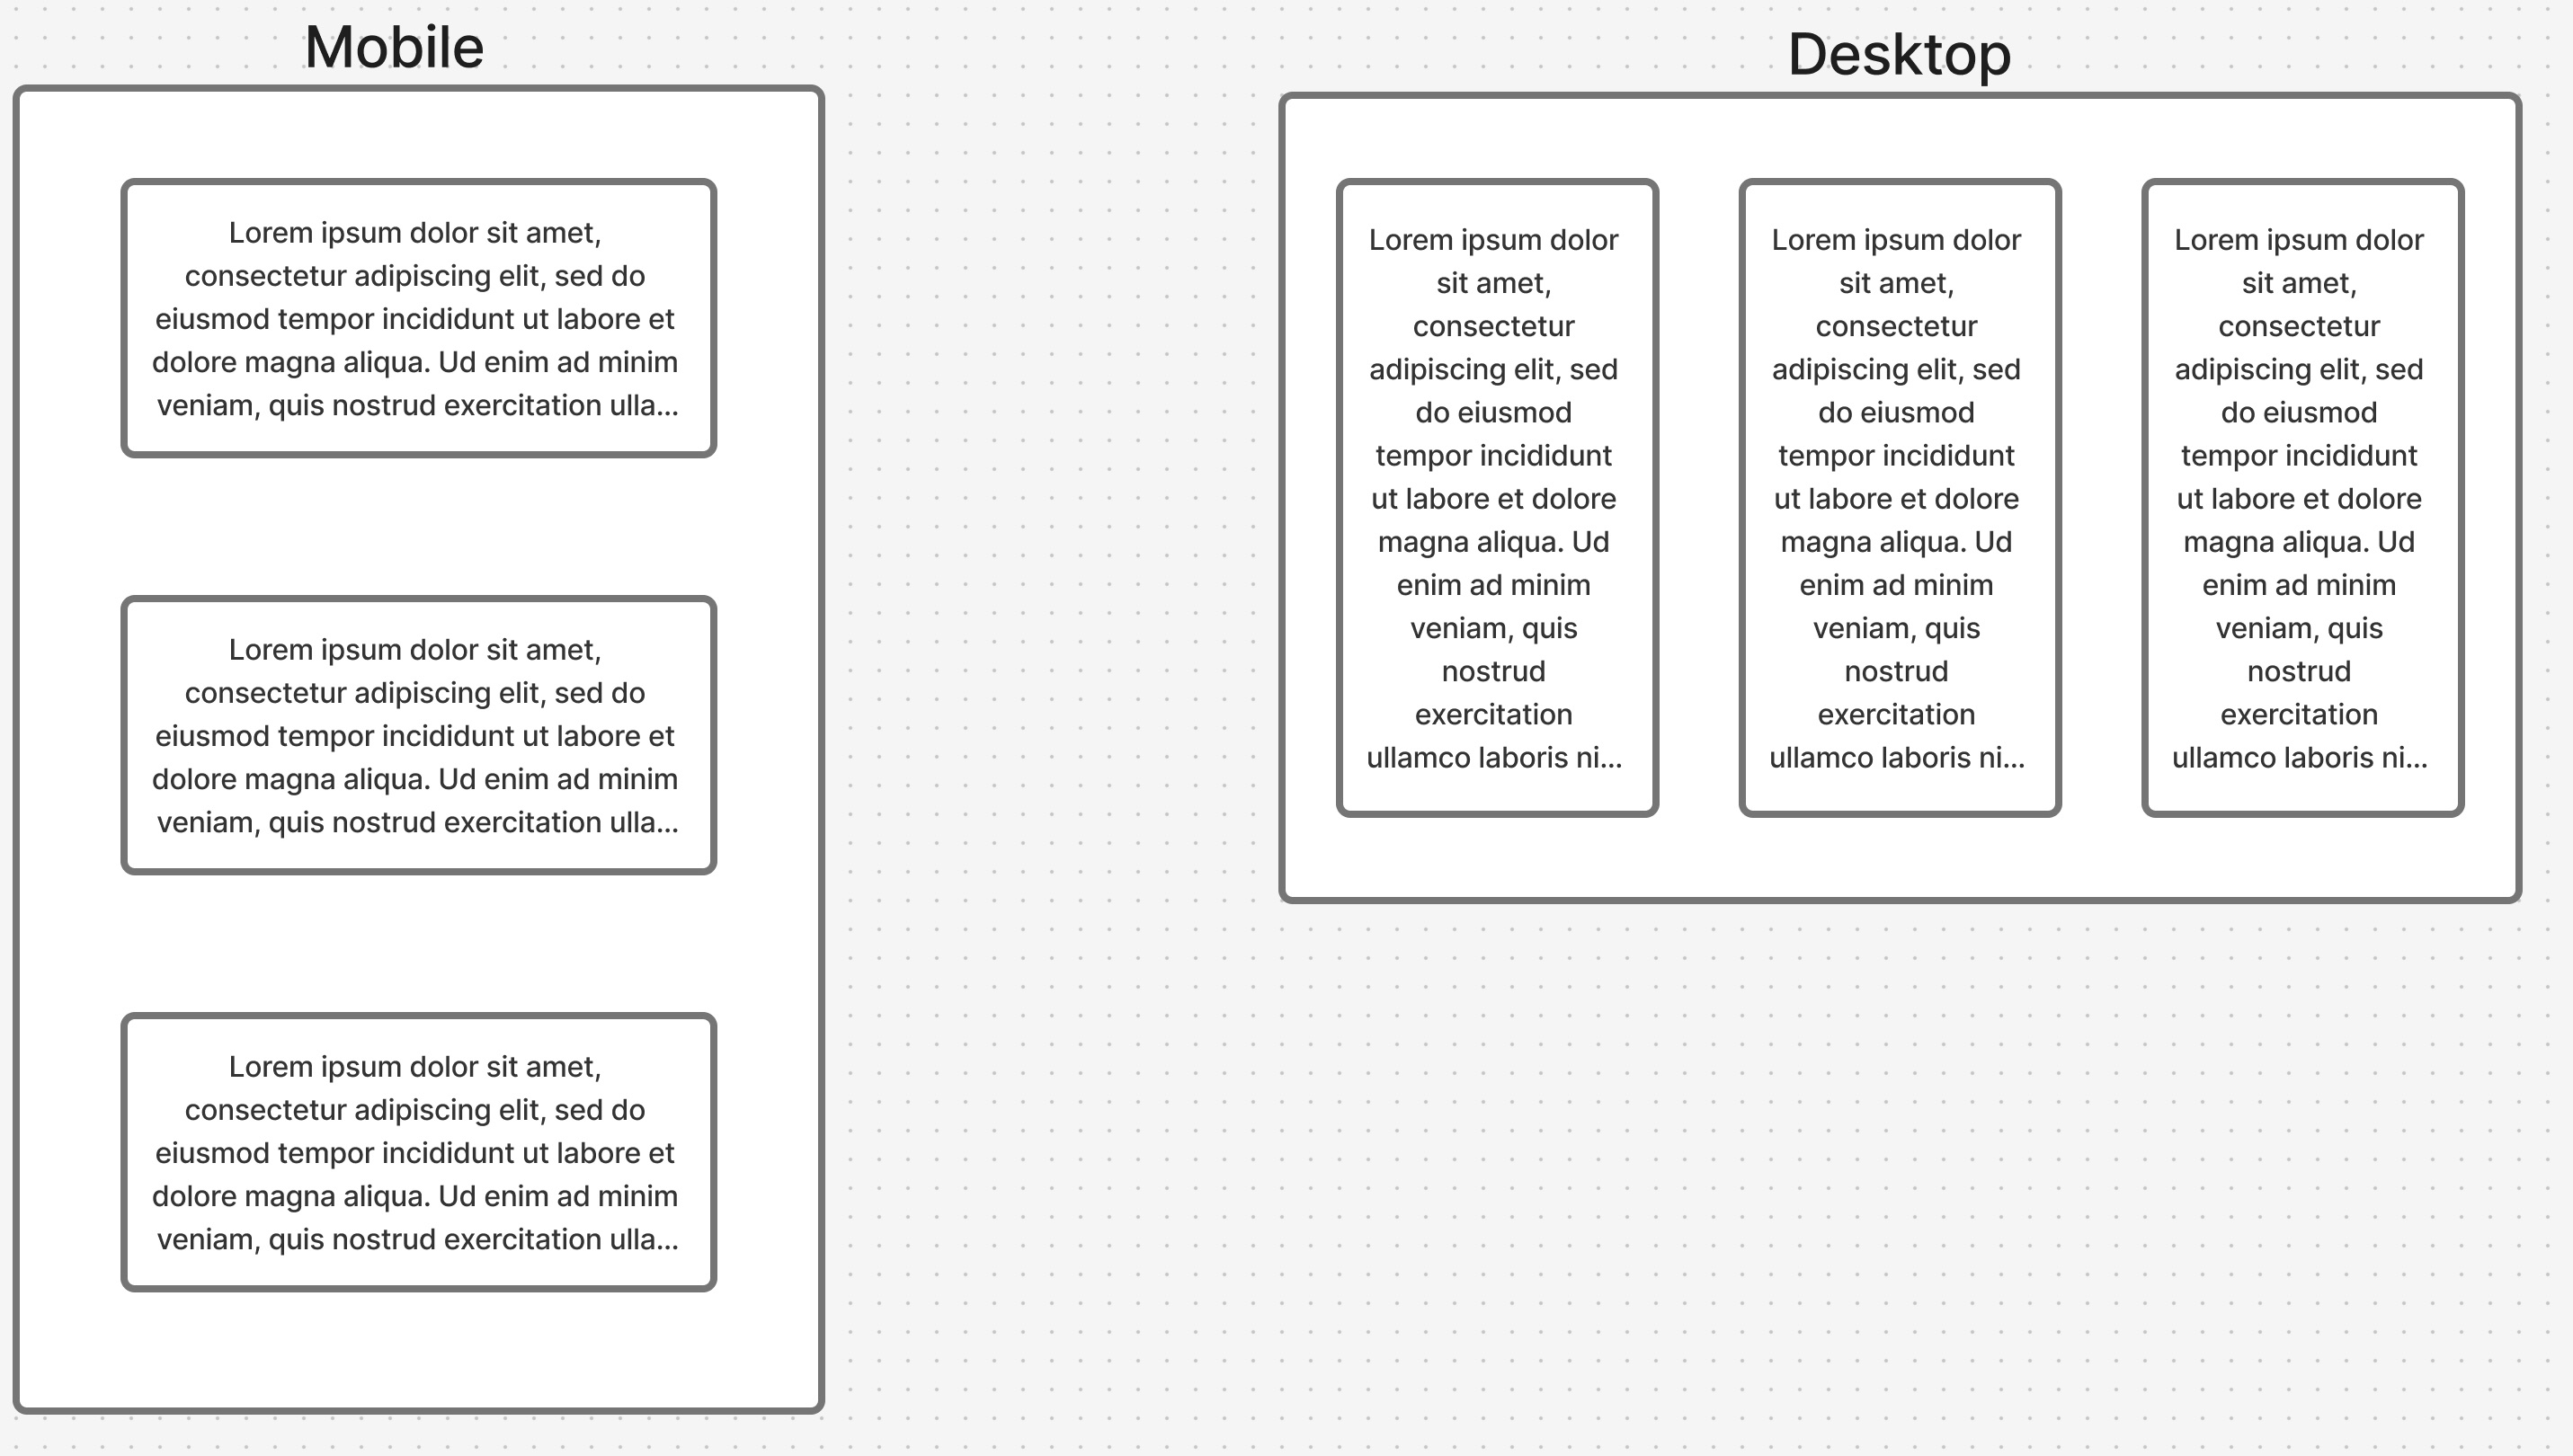 Mobile
Lorem ipsum dolor sit amet,
consectetur adipiscing elit, sed do
eiusmod tempor incididunt ut labore et
dolore magna aliqua. Ud enim ad minim
veniam, quis nostrud exercitation ulla...
Lorem ipsum dolor sit amet,
consectetur adipiscing elit, sed do
eiusmod tempor incididunt ut labore et
dolore magna aliqua. Ud enim ad minim
veniam, quis nostrud exercitation ulla...
Lorem ipsum dolor sit amet,
consectetur adipiscing elit, sed do
eiusmod tempor incididunt ut labore et
dolore magna aliqua. Ud enim ad minim
veniam, quis nostrud exercitation ulla...
Desktop
Lorem ipsum dolor
sit amet,
consectetur
adipiscing elit, sed
do eiusmod
tempor incididunt
ut labore et dolore
magna aliqua. Ud
enim ad minim
veniam, quis
nostrud
exercitation
ullamco laboris ni...
Lorem ipsum dolor
sit amet,
consectetur
adipiscing elit, sed
do eiusmod
tempor incididunt
ut labore et dolore
magna aliqua. Ud
enim ad minim
veniam, quis
nostrud
exercitation
ullamco laboris ni...
Lorem ipsum dolor
sit amet,
consectetur
adipiscing elit, sed
do eiusmod
tempor incididunt
ut labore et dolore
magna aliqua. Ud
enim ad minim
veniam, quis
nostrud
exercitation
ullamco laboris ni...